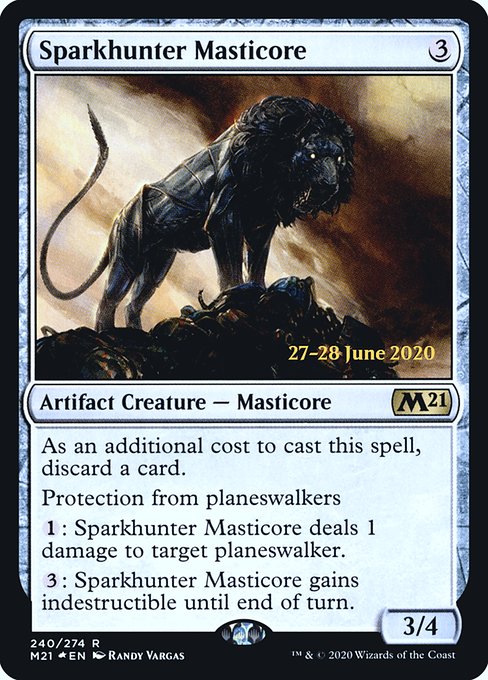 Sparkhunter Masticore 3
27–28 June 2020
Artifact Creature — Masticore M21
As an additional cost to cast this spell,
discard a card.
Protection from planeswalkers
1: Sparkhunter Masticore deals 1
damage to target planeswalker.
3: Sparkhunter Masticore gains
indestructible until end of turn.
3/4
240/274 R
M21 ★ EN Randy Vargas
™ & © 2020 Wizards of the Coast